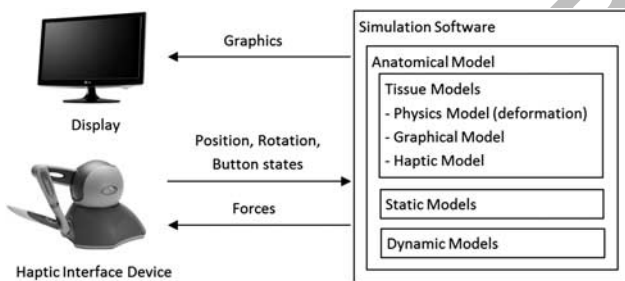 Graphics
Display
Position, Rotation,
Button states
Forces
Haptic Interface Device
Simulation Software
Anatomical Model
Tissue Models
- Physics Model (deformation)
- Graphical Model
- Haptic Model
Static Models
Dynamic Models